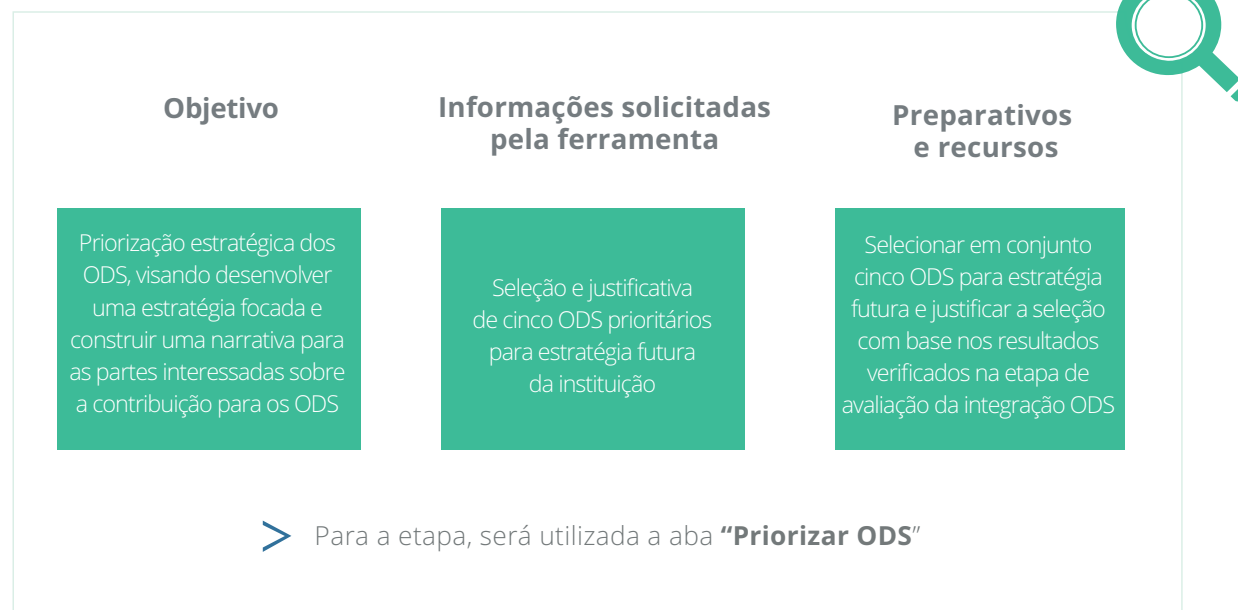 Objetivo
Informações solicitadas
pela ferramenta
Preparativos
e recursos
Priorização estratégica dos
ODS, visando desenvolver
uma estratégia focada e
construir uma narrativa para
as partes interessadas sobre
a contribuição para os ODS
Seleção e justificativa
de cinco ODS prioritários
para estratégia futura
da instituição
Selecionar em conjunto
cinco ODS para estratégia
futura e justificar a seleção
com base nos resultados
verificados na etapa de
avaliação da integração ODS
> Para a etapa, será utilizada a aba “Priorizar ODS”